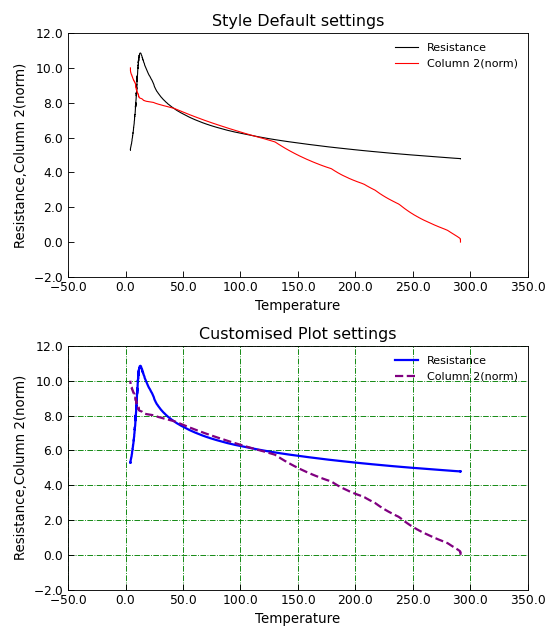 Style Default settings
12.0
10.0
8.0
6.0
4.0
2.0
0.0
−2.0
Resistance,Column 2(norm)
Resistance
Column 2(norm)
−50.0 0.0 50.0 100.0 150.0 200.0 250.0 300.0 350.0
Temperature
Customised Plot settings
12.0
10.0
8.0
6.0
4.0
2.0
0.0
−2.0
Resistance,Column 2(norm)
Resistance
Column 2(norm)
−50.0 0.0 50.0 100.0 150.0 200.0 250.0 300.0 350.0
Temperature